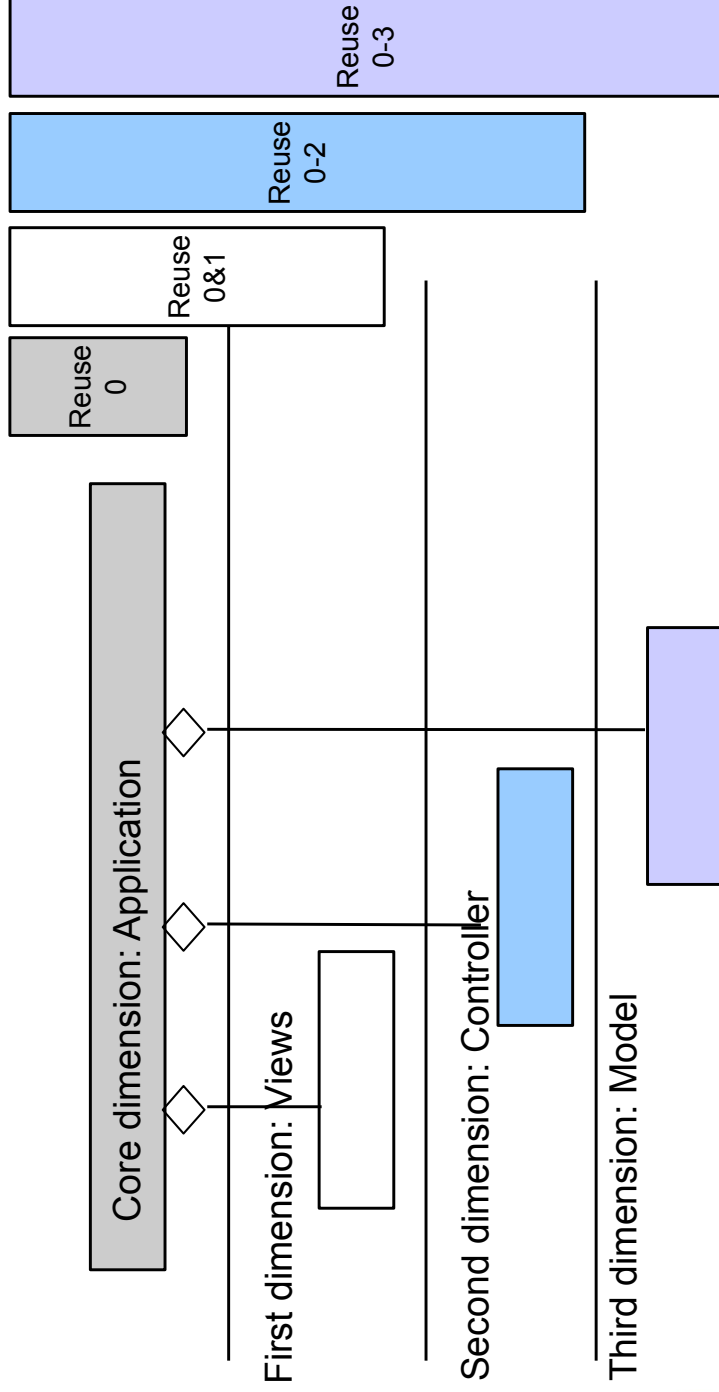 Core dimension: Application
First dimension: Views
Second dimension: Controller
Third dimension: Model
Reuse
0
Reuse
0&1
Reuse
0-2
Reuse
0-3